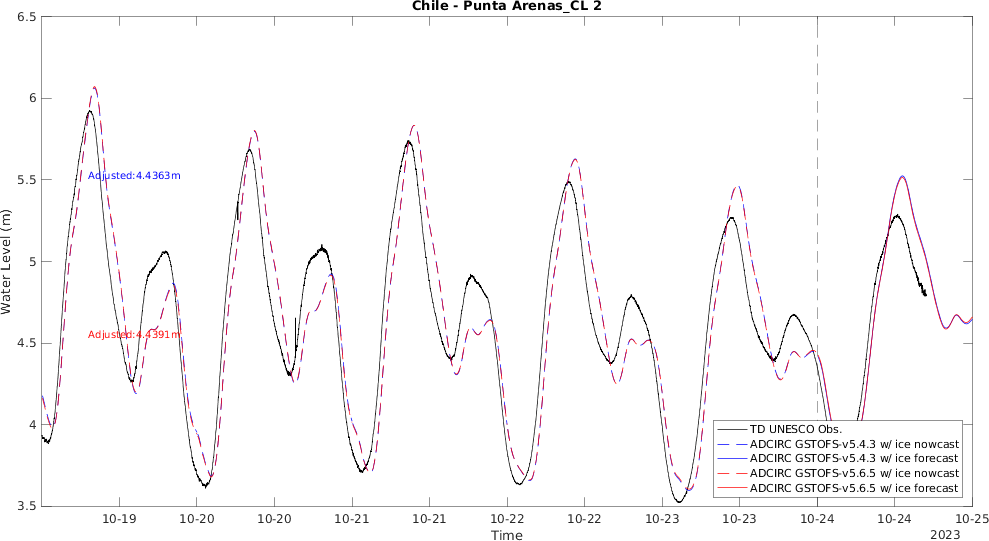 Chile - Punta Arenas_CL 2
6.5
6
5.5
5
4.5
4
3.5
Water Level (m)
Adjusted:4.4363m
Adjusted:4.4391m
TD UNESCO Obs.
ADCIRC GSTOFS-v5.4.3 w/ ice nowcast
ADCIRC GSTOFS-v5.4.3 w/ ice forecast
ADCIRC GSTOFS-v5.6.5 w/ ice nowcast
ADCIRC GSTOFS-v5.6.5 w/ ice forecast
10-19 10-20 10-20 10-21 10-21 10-22 10-22 10-23 10-23 10-24 10-24 10-25
Time
2023